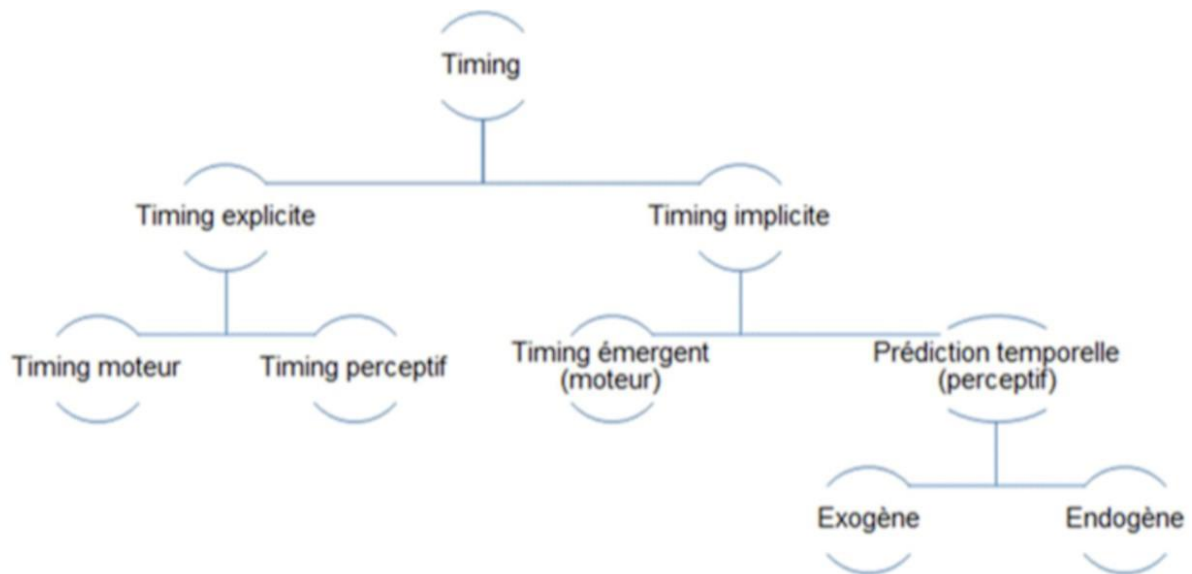 Timing
Timing explicite
Timing implicite
Timing moteur
Timing perceptif
Timing émergent
(moteur)
Prédiction temporelle
(perceptif)
Exogène
Endogène